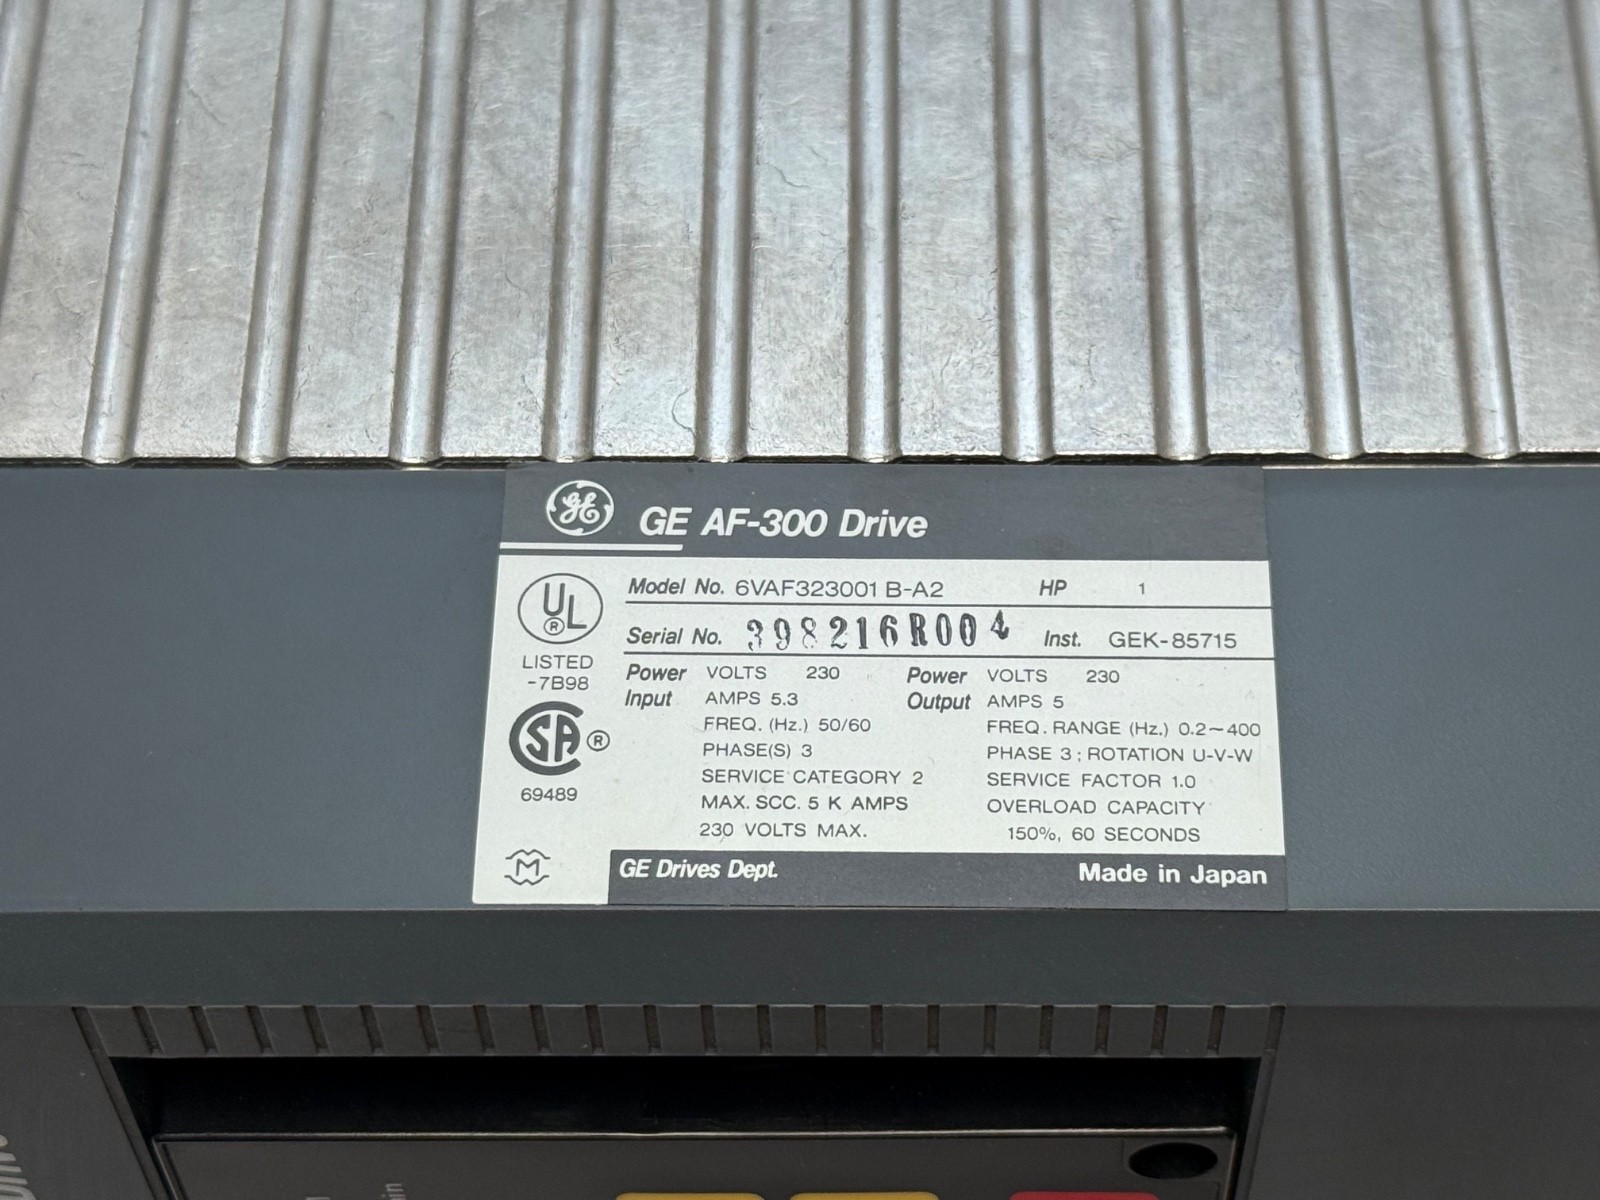 GE GE AF-300 Drive
UL ® LISTED
-7B98
CSA ®
69489
M
Model No. 6VAF323001 B-A2 HP 1
Serial No. 398216R004 Inst. GEK-85715
Power Input VOLTS 230
AMPS 5.3
FREQ. (Hz.) 50/60
PHASE(S) 3
SERVICE CATEGORY 2
MAX. SCC. 5 K AMPS
230 VOLTS MAX.
Power Output VOLTS 230
AMPS 5
FREQ. RANGE (Hz.) 0.2~400
PHASE 3 ; ROTATION U-V-W
SERVICE FACTOR 1.0
OVERLOAD CAPACITY
150%, 60 SECONDS
GE Drives Dept. Made in Japan